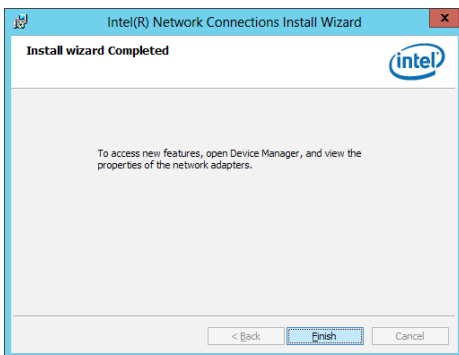 Intel(R) Network Connections Install Wizard
x
Install wizard Completed
intel
To access new features, open Device Manager, and view the
properties of the network adapters.
< Back
Finish
Cancel